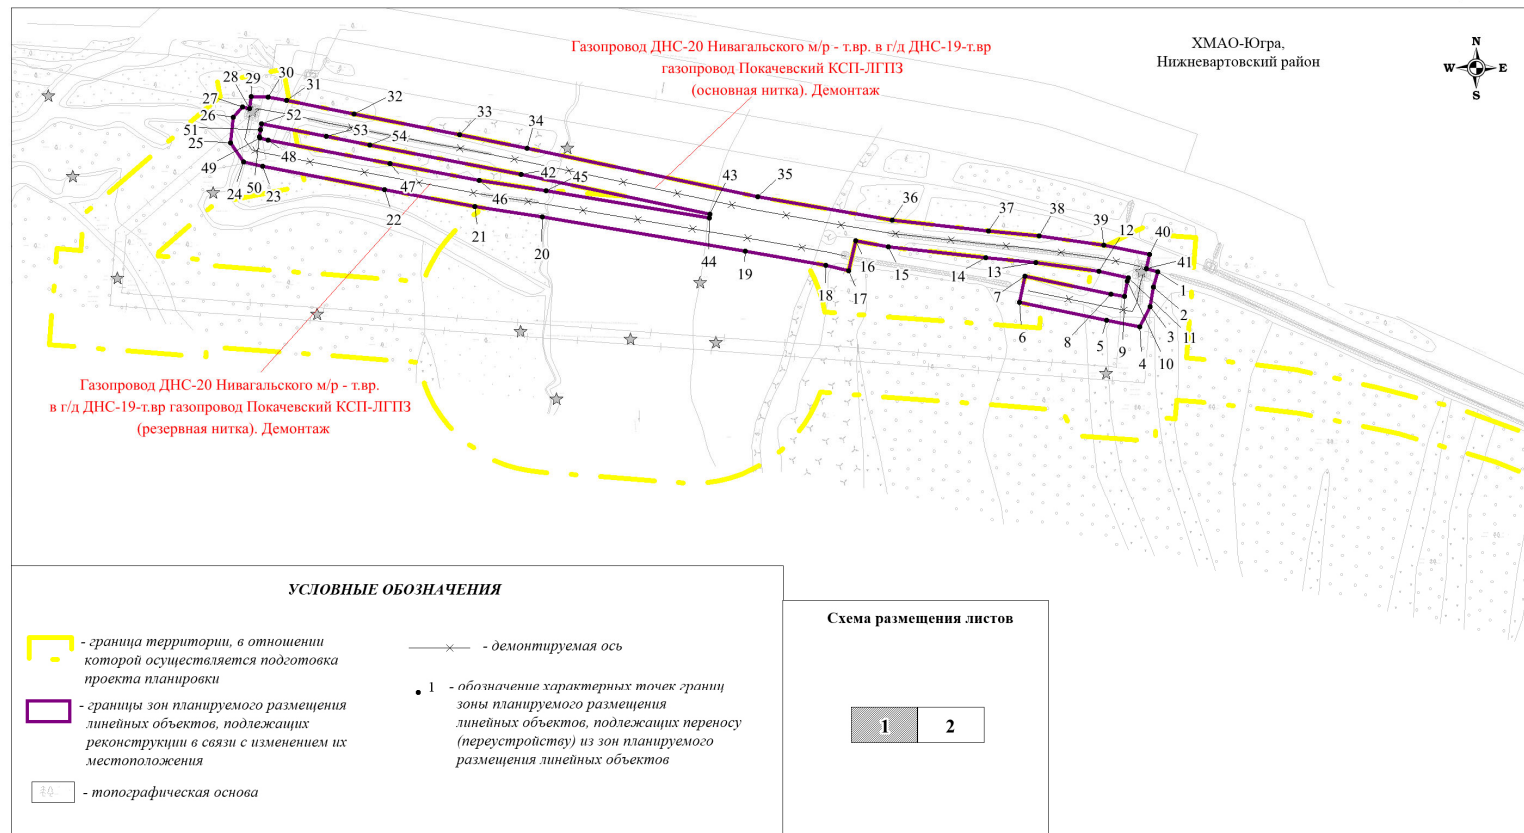 Газопровод ДНС-20 Нивагальского м/р - т.вр. в г/д ДНС-19-т.вр
газопровод Покачевский КСП-ЛГПЗ
(основная нитка). Демонтаж
ХМАО-Югра,
Нижневартовский район
N
W
E
S
29
30
28
31
27
32
52
33
26
53
54
34
51
25
43
42
45
35
49
48
36
24
50
23
47
46
37
38
39
12
40
22
21
20
44
19
16
15
14
13
41
18
17
7
1
2
6
8
5
9
3
11
4
10
Газопровод ДНС-20 Нивагальского м/р - т.вр.
в г/д ДНС-19-т.вр газопровод Покачевский КСП-ЛГПЗ
(резервная нитка). Демонтаж
УСЛОВНЫЕ ОБОЗНАЧЕНИЯ
- граница территории, в отношении
которой осуществляется подготовка
проекта планировки
- границы зон планируемого размещения
линейных объектов, подлежащих
реконструкции в связи с изменением их
местоположения
- топографическая основа
- демонтируемая ось
1 - обозначение характерных точек границ
зоны планируемого размещения
линейных объектов, подлежащих переносу
(переустройству) из зон планируемого
размещения линейных объектов
Схема размещения листов
1 2